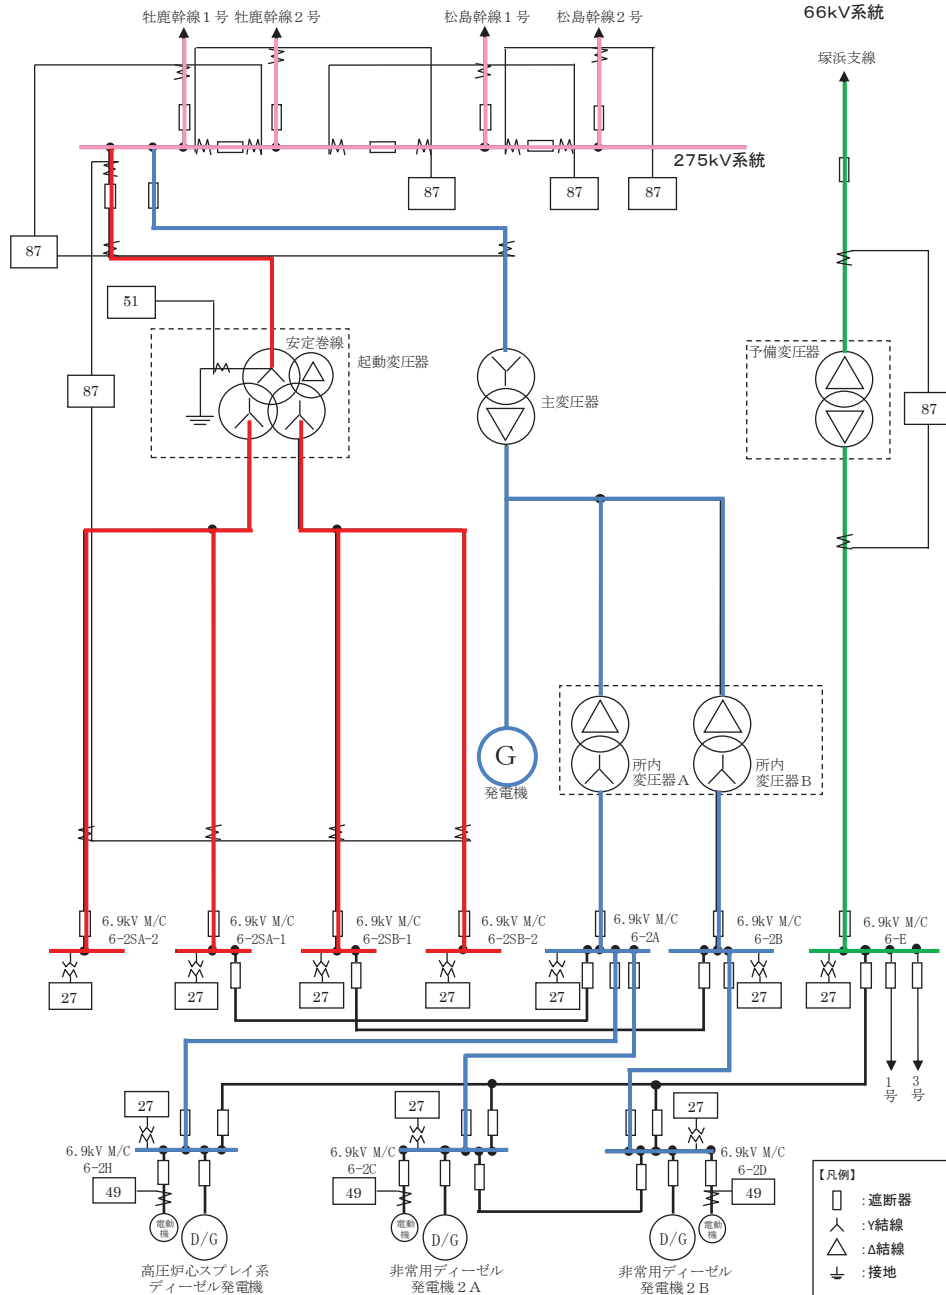 66kV系統
牡鹿幹線1号
牡鹿幹線2号
松島幹線1号
松島幹線2号
塚浜支線
275kV系統
87
87
87
87
51
安定巻線
起動変圧器
87
主変圧器
予備変圧器
87
G
発電機
所内
変圧器A
所内
変圧器B
6.9kV M/C
6-2SA-2
6.9kV M/C
6-2SA-1
6.9kV M/C
6-2SB-1
6.9kV M/C
6-2SB-2
6.9kV M/C
6-2A
6.9kV M/C
6-2B
6.9kV M/C
6-E
27
27
27
27
27
27
27
1
号
3
号
27
27
27
6.9kV M/C
6-2H
6.9kV M/C
6-2C
6.9kV M/C
6-2D
49
49
49
電動
機
D/G
電動
機
D/G
D/G
電動
機
高圧炉心スプレイ系
ディーゼル発電機
非常用ディーゼル
発電機2A
非常用ディーゼル
発電機2B
【凡例】
:遮断器
:Y結線
:Δ結線
:接地